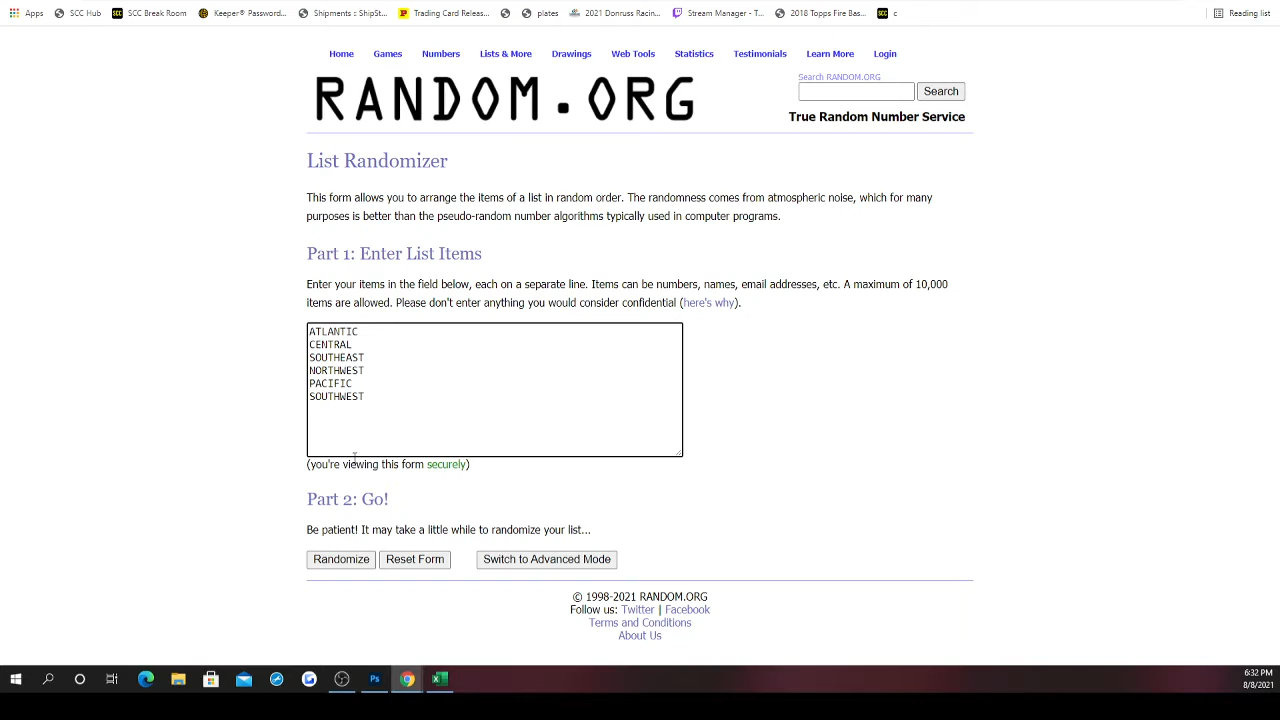 Apps SCC Hub SCC Break Room Keeper® Password... Shipments :: ShipSt... Trading Card Releas... plates 2021 Donruss Racin... Stream Manager - T... 2018 Topps Fire Bas... c Reading list
Home Games Numbers Lists & More Drawings Web Tools Statistics Testimonials Learn More Login
RANDOM.ORG
Search RANDOM.ORG
Search
True Random Number Service
List Randomizer
This form allows you to arrange the items of a list in random order. The randomness comes from atmospheric noise, which for many
purposes is better than the pseudo-random number algorithms typically used in computer programs.
Part 1: Enter List Items
Enter your items in the field below, each on a separate line. Items can be numbers, names, email addresses, etc. A maximum of 10,000
items are allowed. Please don't enter anything you would consider confidential (here's why).
ATLANTIC
CENTRAL
SOUTHEAST
NORTHWEST
PACIFIC
SOUTHWEST
(you're viewing this form securely)
Part 2: Go!
Be patient! It may take a little while to randomize your list...
Randomize Reset Form Switch to Advanced Mode
© 1998-2021 RANDOM.ORG
Follow us: Twitter | Facebook
Terms and Conditions
About Us
6:32 PM
8/8/2021